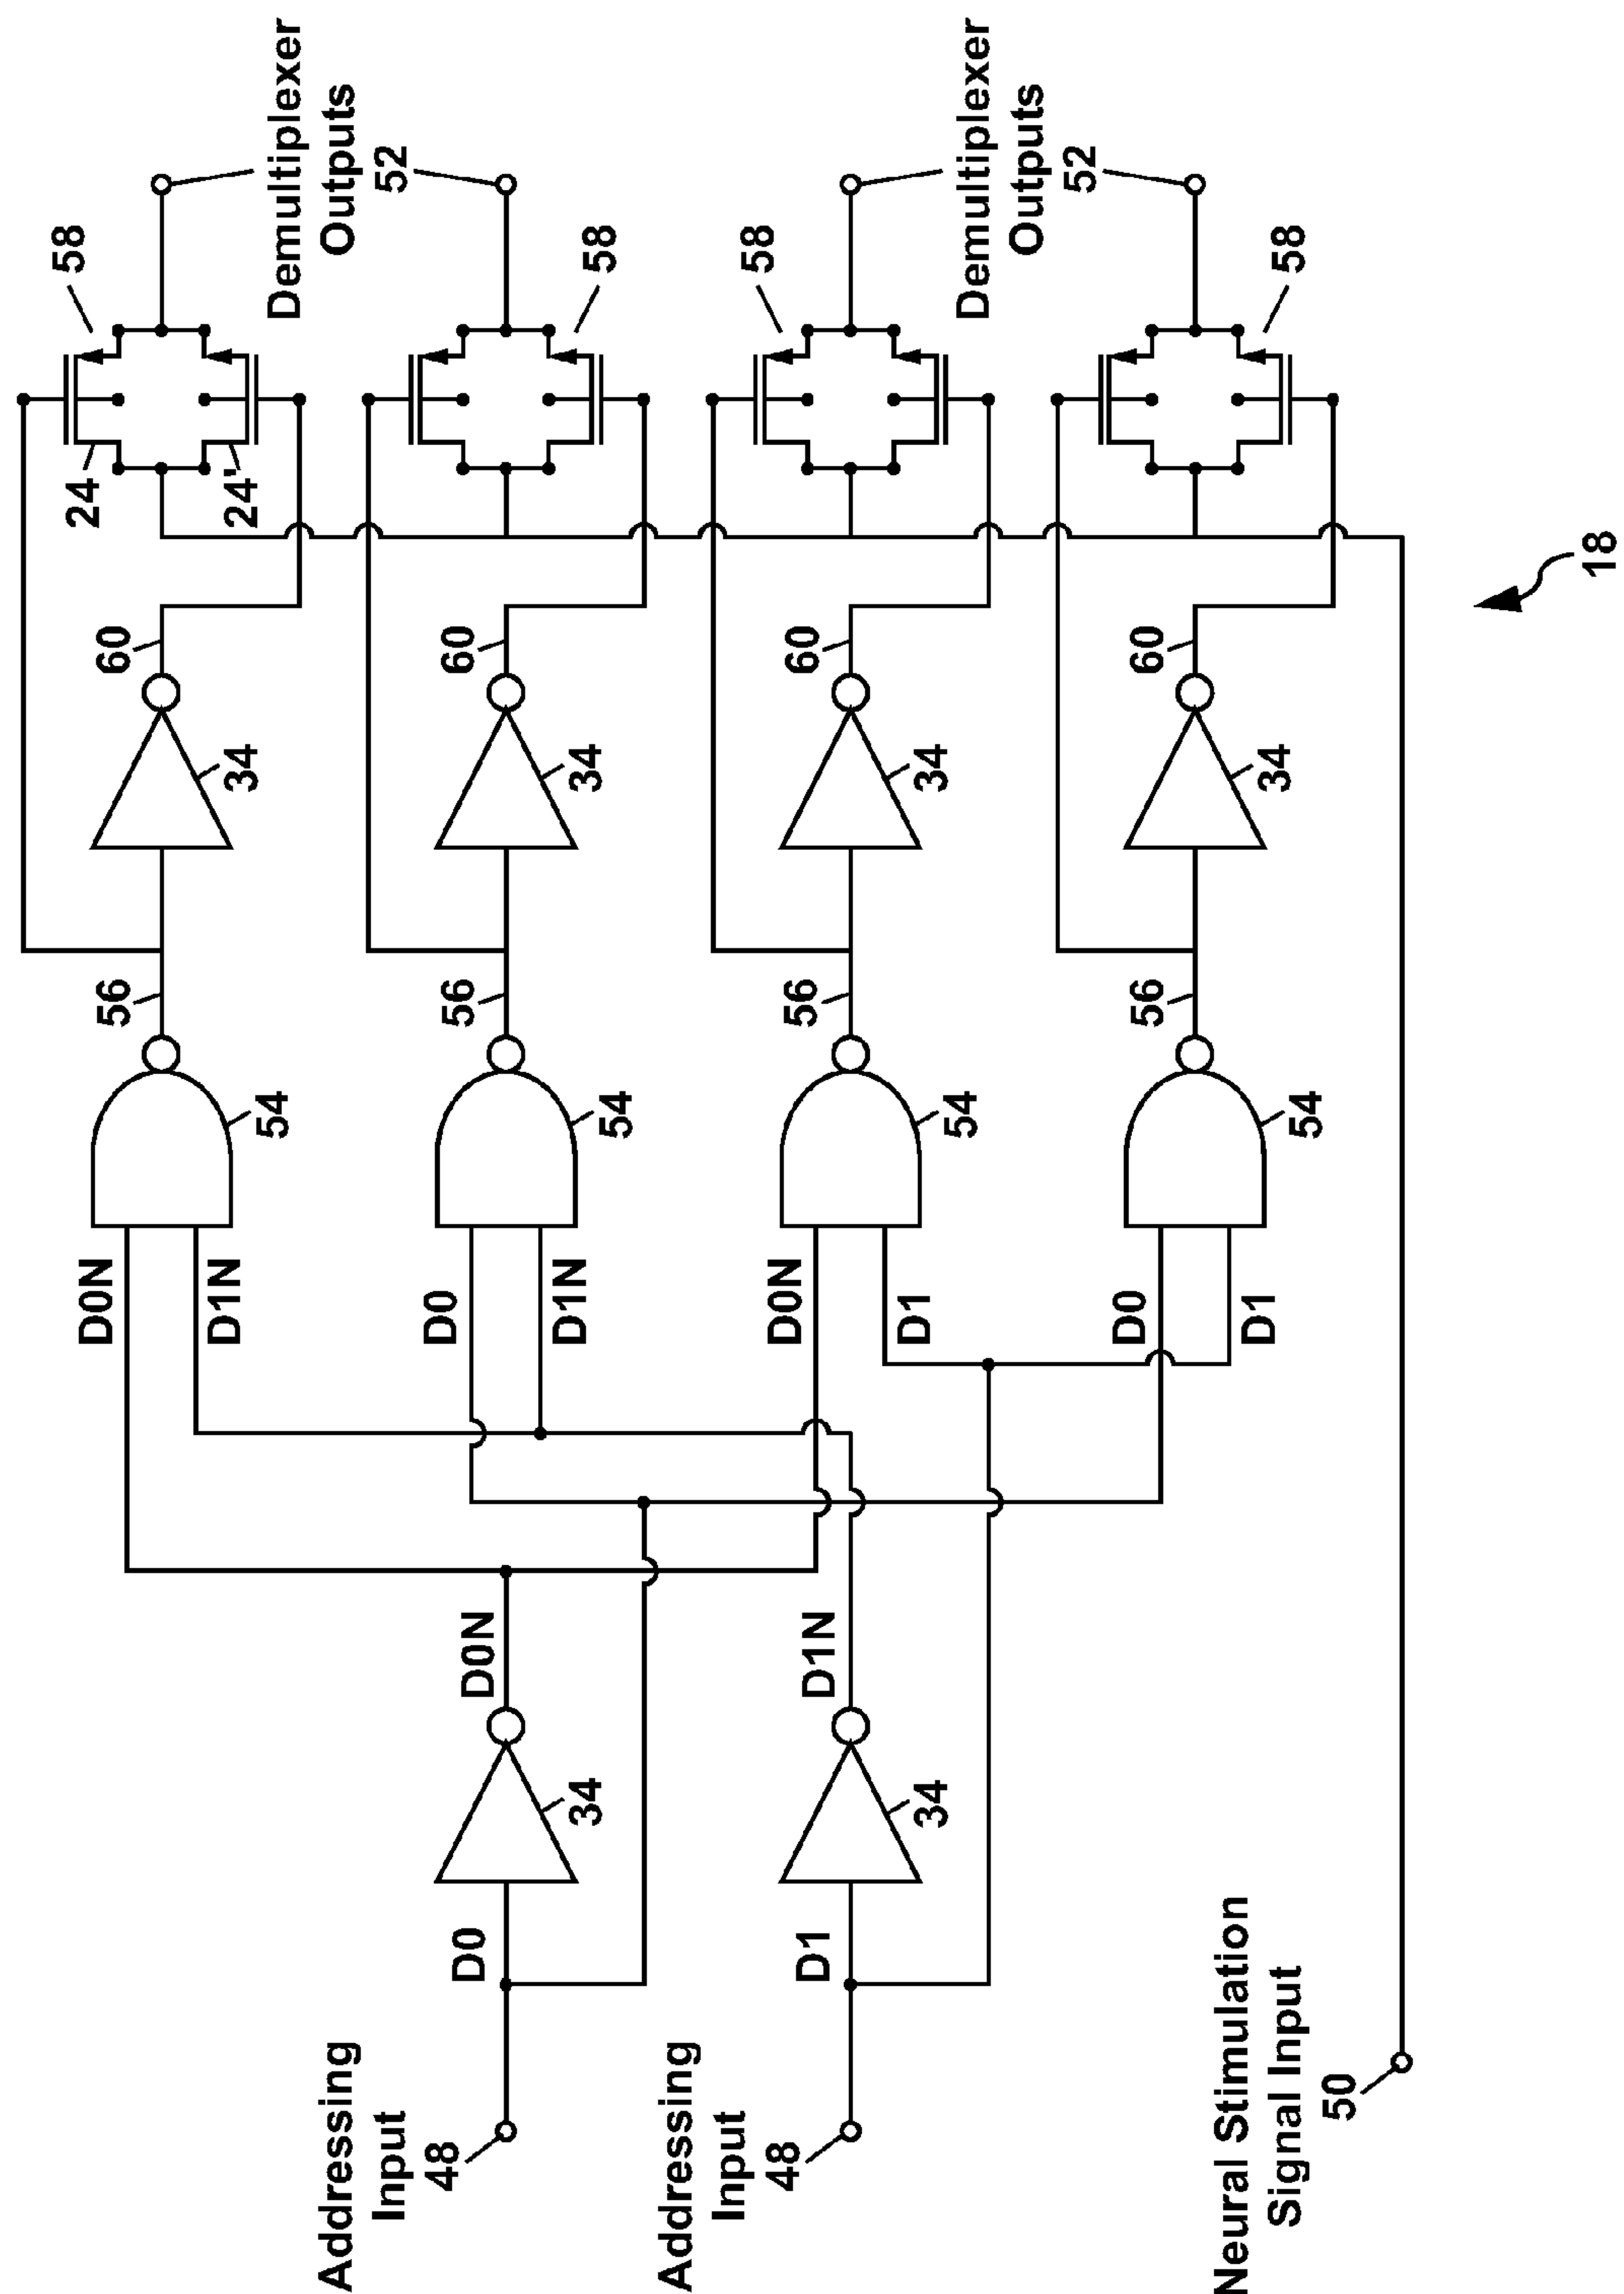 Addressing
Input
48
D0
34
D0N
Addressing
Input
48
D1
34
D1N
Neural Stimulation
Signal Input
50
D0N
D1N
54
56
34
60
24
24'
58
Demultiplexer
Outputs
52
D0
D1N
54
56
34
60
58
D0N
D1
54
56
34
60
58
Demultiplexer
Outputs
52
D0
D1
54
56
34
60
58
18